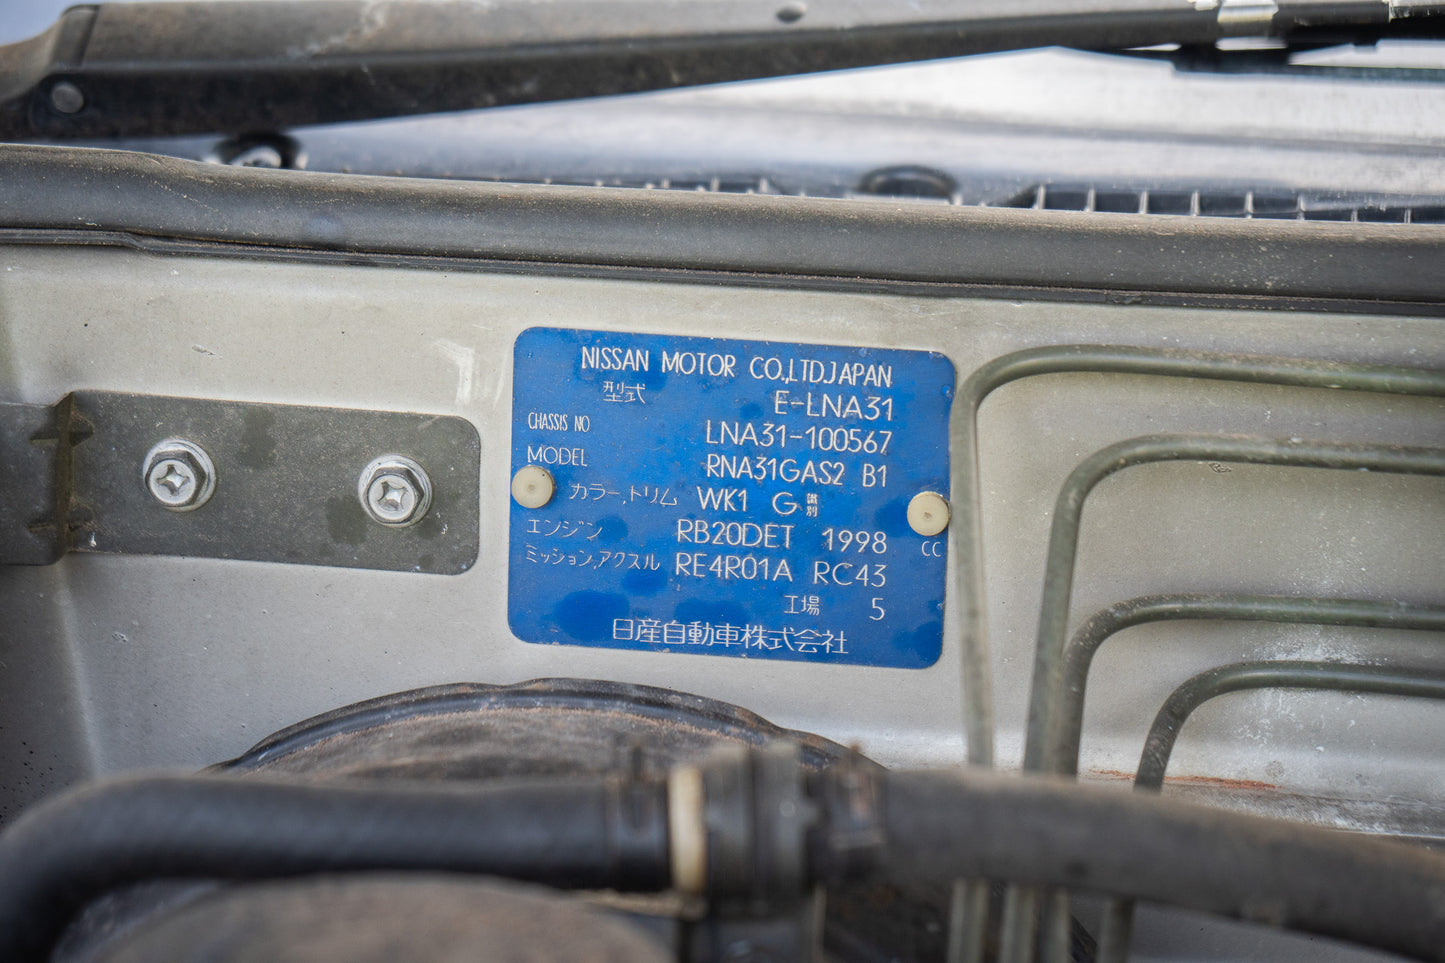 NISSAN MOTOR CO.,LTD.JAPAN
型式 E-LNA31
CHASSIS NO LNA31-100567
MODEL RNA31GAS2 B1
カラー,トリム WK1 G 識別
エンジン RB20DET 1998 CC
ミッション,アクスル RE4R01A RC43
工場 5
日産自動車株式会社